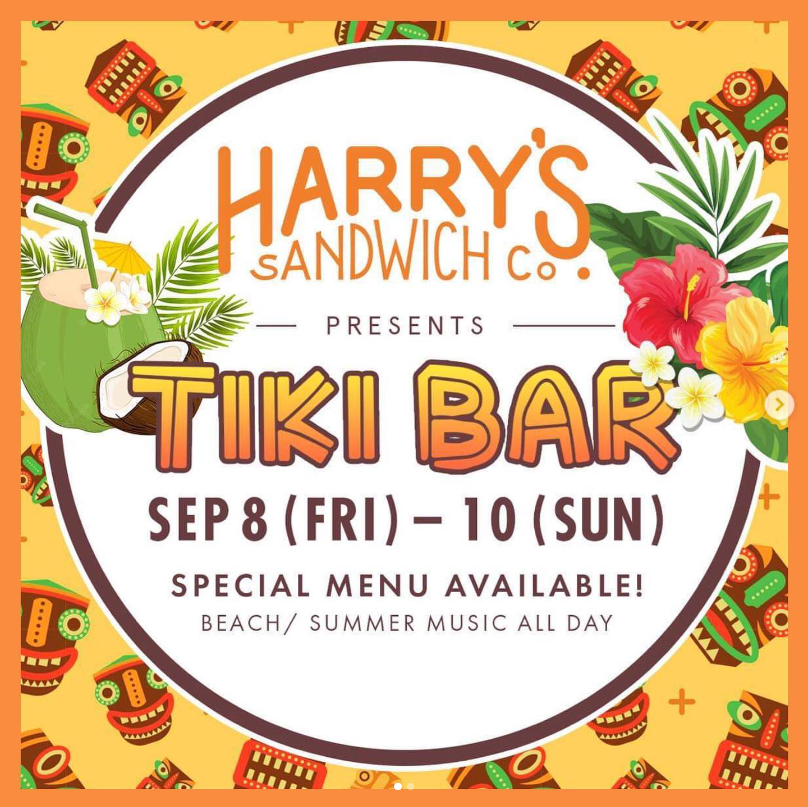 HARRY'S
SANDWICH Co.
PRESENTS
TIKI BAR
SEP 8 (FRI) – 10 (SUN)
SPECIAL MENU AVAILABLE!
BEACH/ SUMMER MUSIC ALL DAY